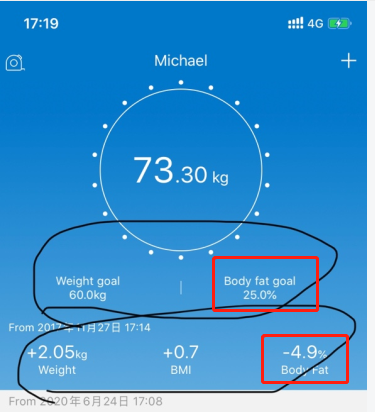 17:19
4G
Michael
73.30 kg
Weight goal
60.0kg
Body fat goal
25.0%
From 2017年11月27日 17:14
+2.05kg
Weight
+0.7
BMI
-4.9%
Body Fat
From 2020年6月24日 17:08